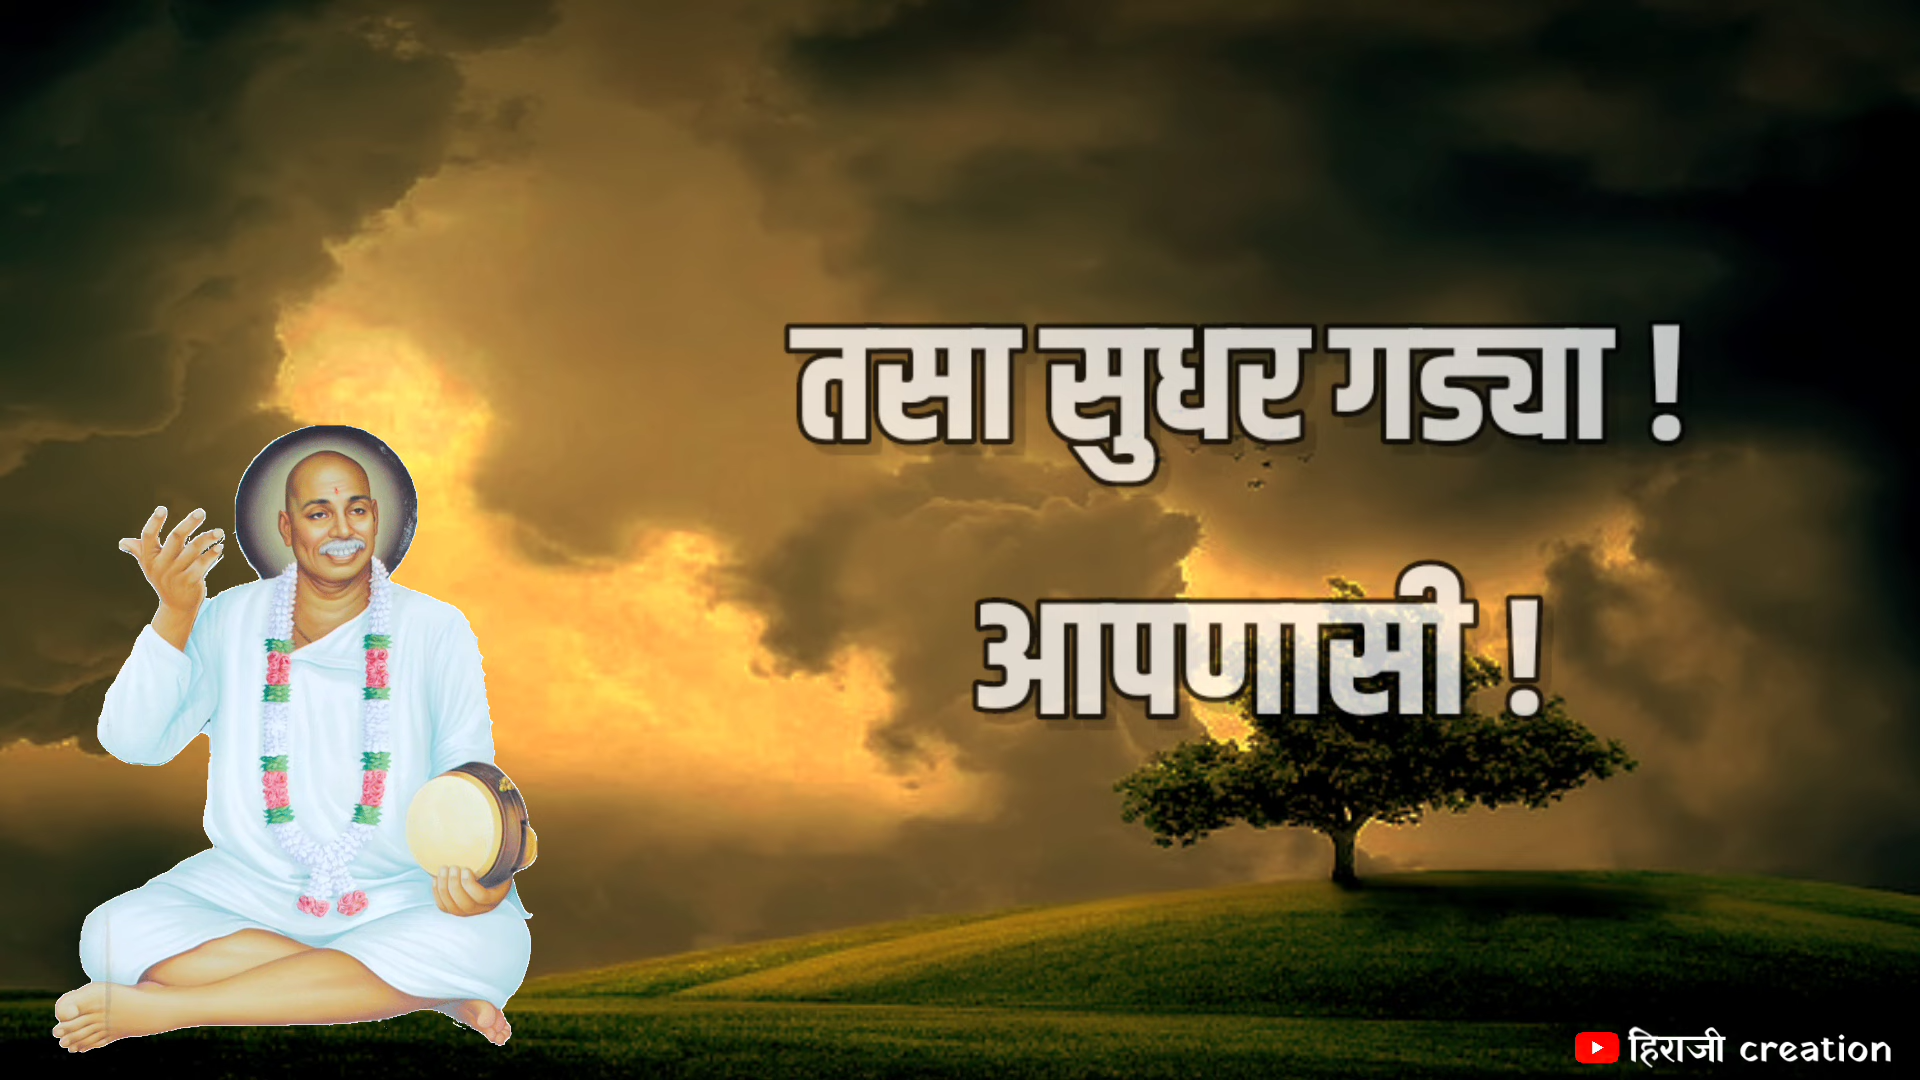 तसा सुधर गड्या !
आपणासी !
हिराजी creation